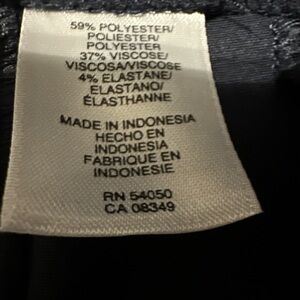 59% POLYESTER/
POLIESTER/
POLYESTER
37% VISCOSE/
VISCOSA/VISCOSE
4% ELASTANE/
ELASTANO/
ÉLASTHANNE
MADE IN INDONESIA
HECHO EN
INDONESIA
FABRIQUE EN
INDONESIE
RN 54050
CA 08349